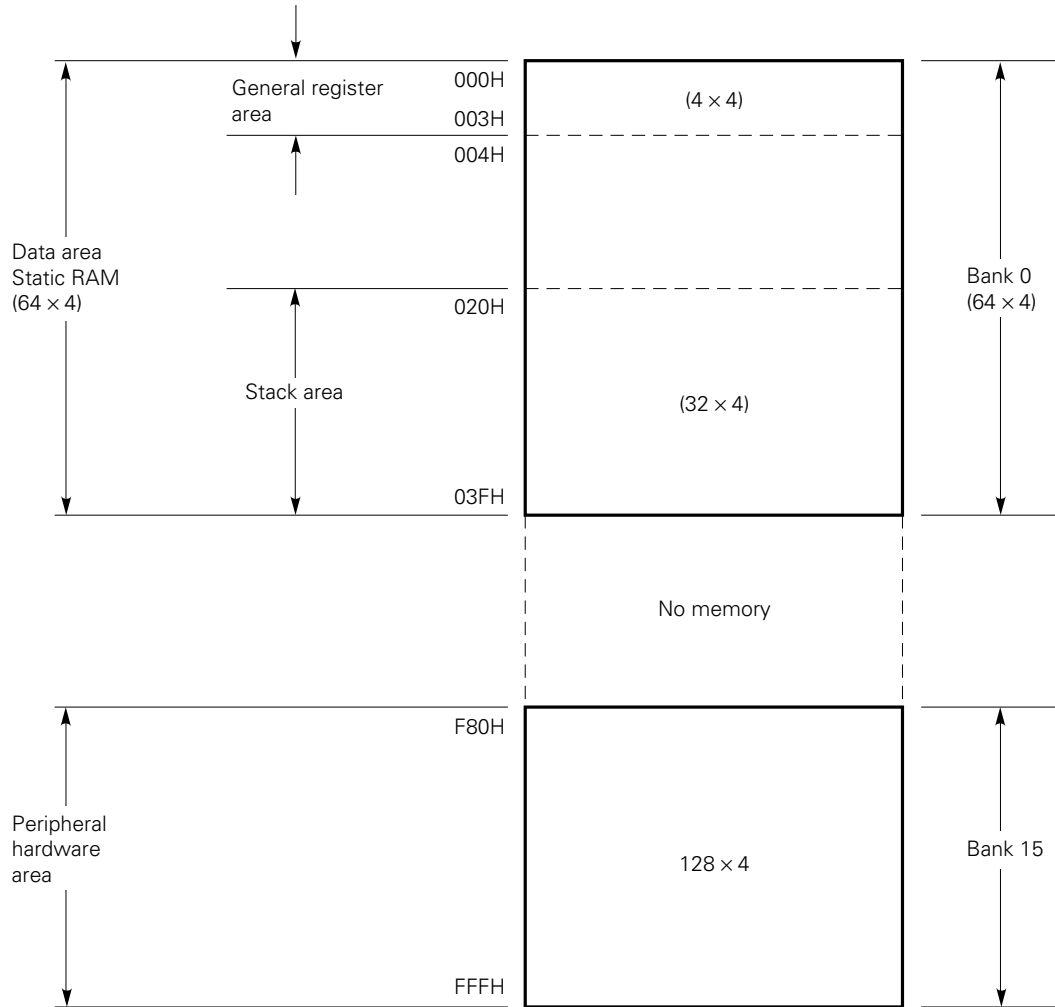 General register
area
000H
003H
(4 × 4)
004H
Data area
Static RAM
(64 × 4)
Bank 0
(64 × 4)
020H
Stack area
(32 × 4)
03FH
No memory
F80H
Peripheral
hardware
area
128 × 4
Bank 15
FFFH